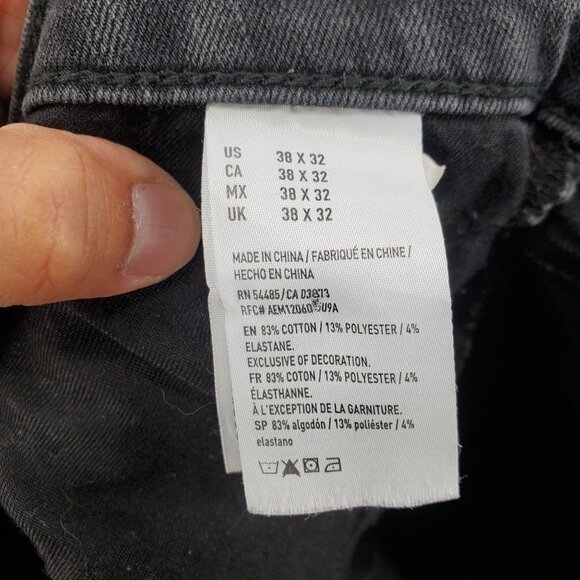 US 38 X 32
CA 38 X 32
MX 38 X 32
UK 38 X 32
MADE IN CHINA / FABRIQUÉ EN CHINE /
HECHO EN CHINA
RN 54485/CA
RFC#
EN 83% COTTON / 13% POLYESTER / 4%
ELASTANE.
EXCLUSIVE OF DECORATION.
FR 83% COTON / 13% POLYESTER / 4%
ÉLASTHANNE.
À L'EXCEPTION DE LA GARNITURE.
SP 83% algodón / 13% poliéster / 4%
elastano